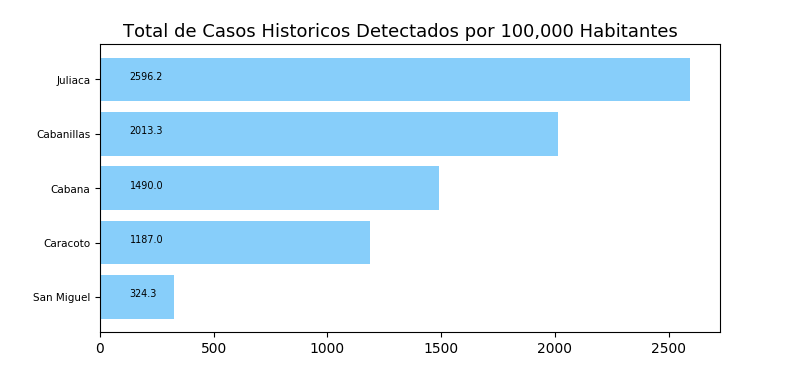 Total de Casos Historicos Detectados por 100,000 Habitantes
Juliaca 2596.2
Cabanillas 2013.3
Cabana 1490.0
Caracoto 1187.0
San Miguel 324.3
0 500 1000 1500 2000 2500